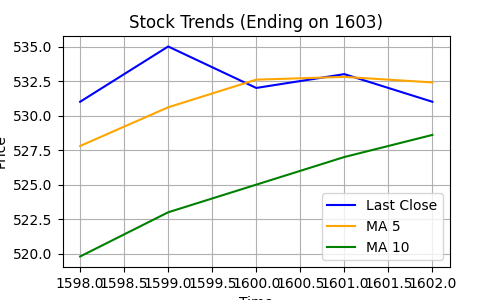 Stock Trends (Ending on 1603)
535.0
532.5
530.0
527.5
525.0
522.5
520.0
Price
Last Close
MA 5
MA 10
1598.0 1598.5 1599.0 1599.5 1600.0 1600.5 1601.0 1601.5 1602.0
Time